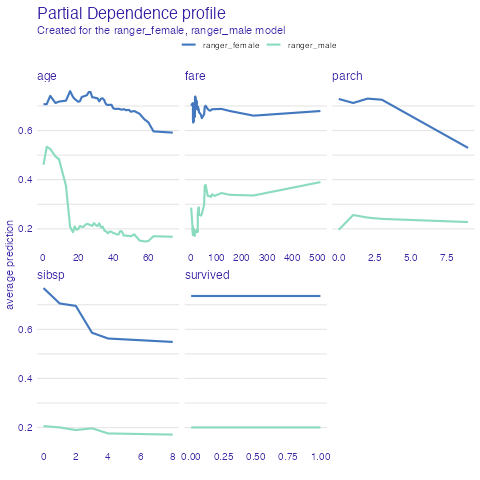 Partial Dependence profile
Created for the ranger_female, ranger_male model
ranger_female ranger_male
age fare parch
0.6
0.4
0.2
0 20 40 60 0 100 200 300 400 500 0.0 2.5 5.0 7.5
average prediction
sibsp survived
0.6
0.4
0.2
0 2 4 6 8 0.00 0.25 0.50 0.75 1.00